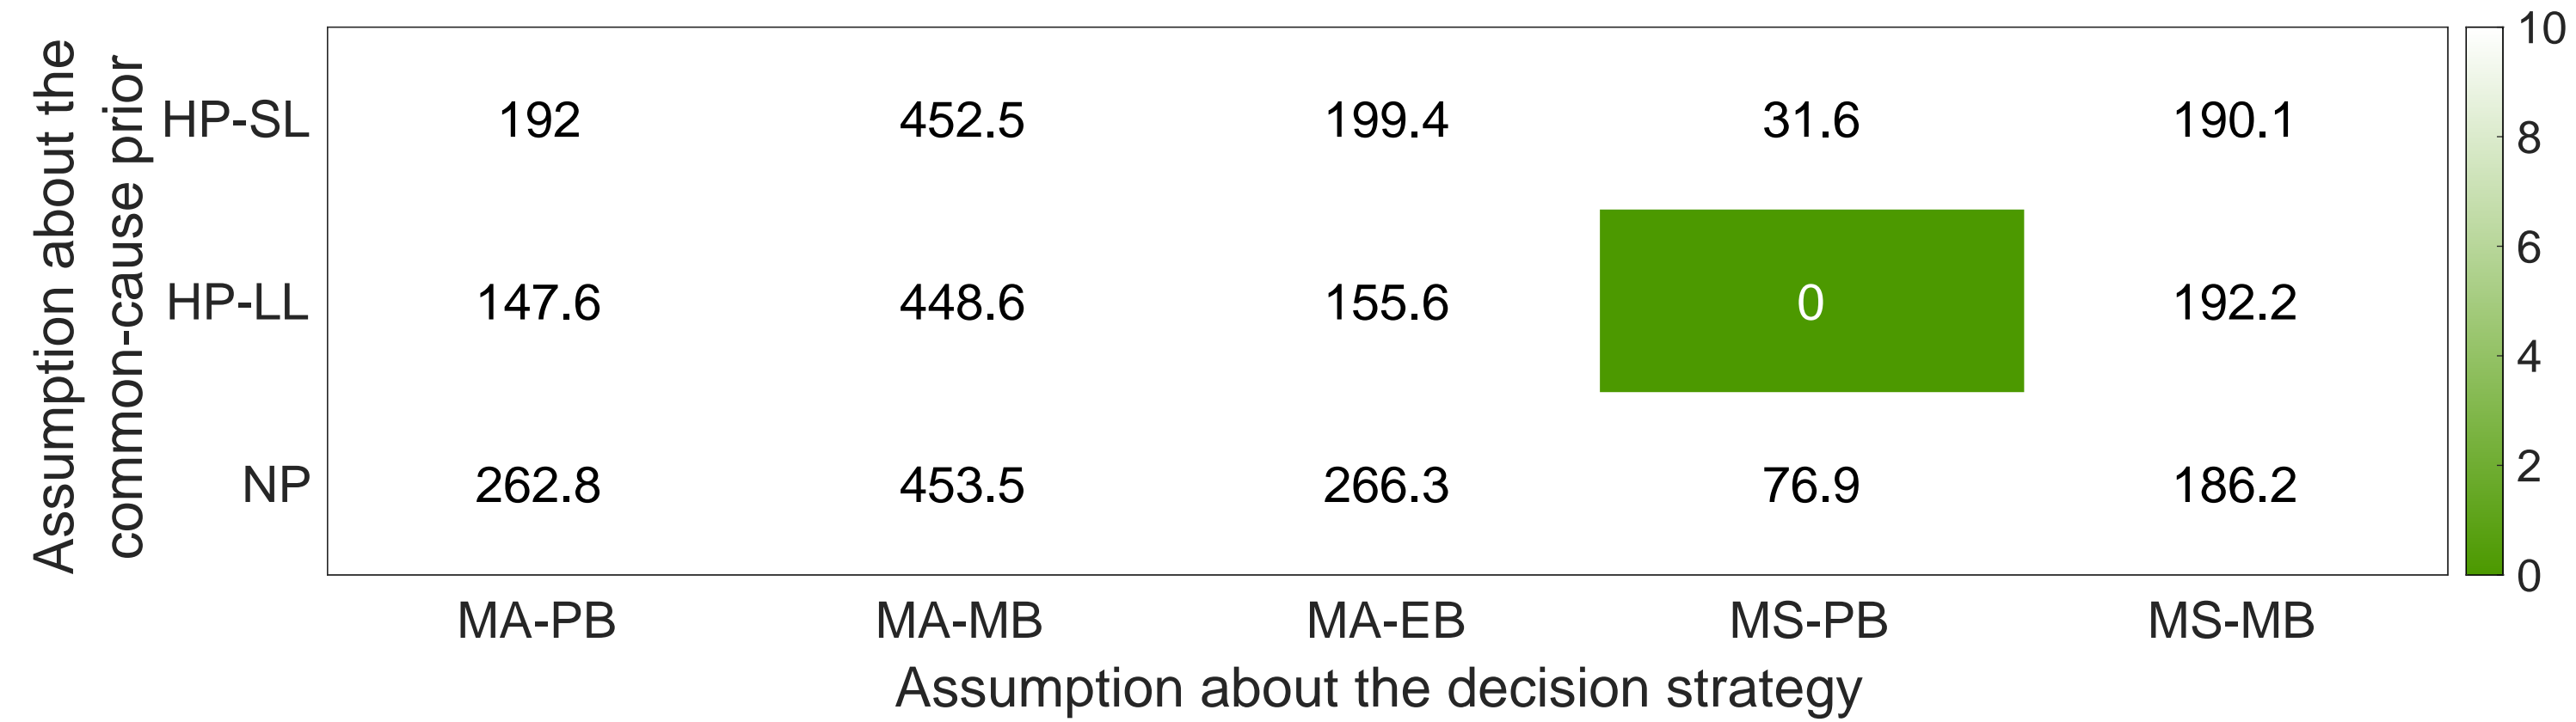 Assumption about the
common-cause prior
HP-SL 192 452.5 199.4 31.6 190.1
HP-LL 147.6 448.6 155.6 0 192.2
NP 262.8 453.5 266.3 76.9 186.2
MA-PB MA-MB MA-EB MS-PB MS-MB
Assumption about the decision strategy
10
8
6
4
2
0